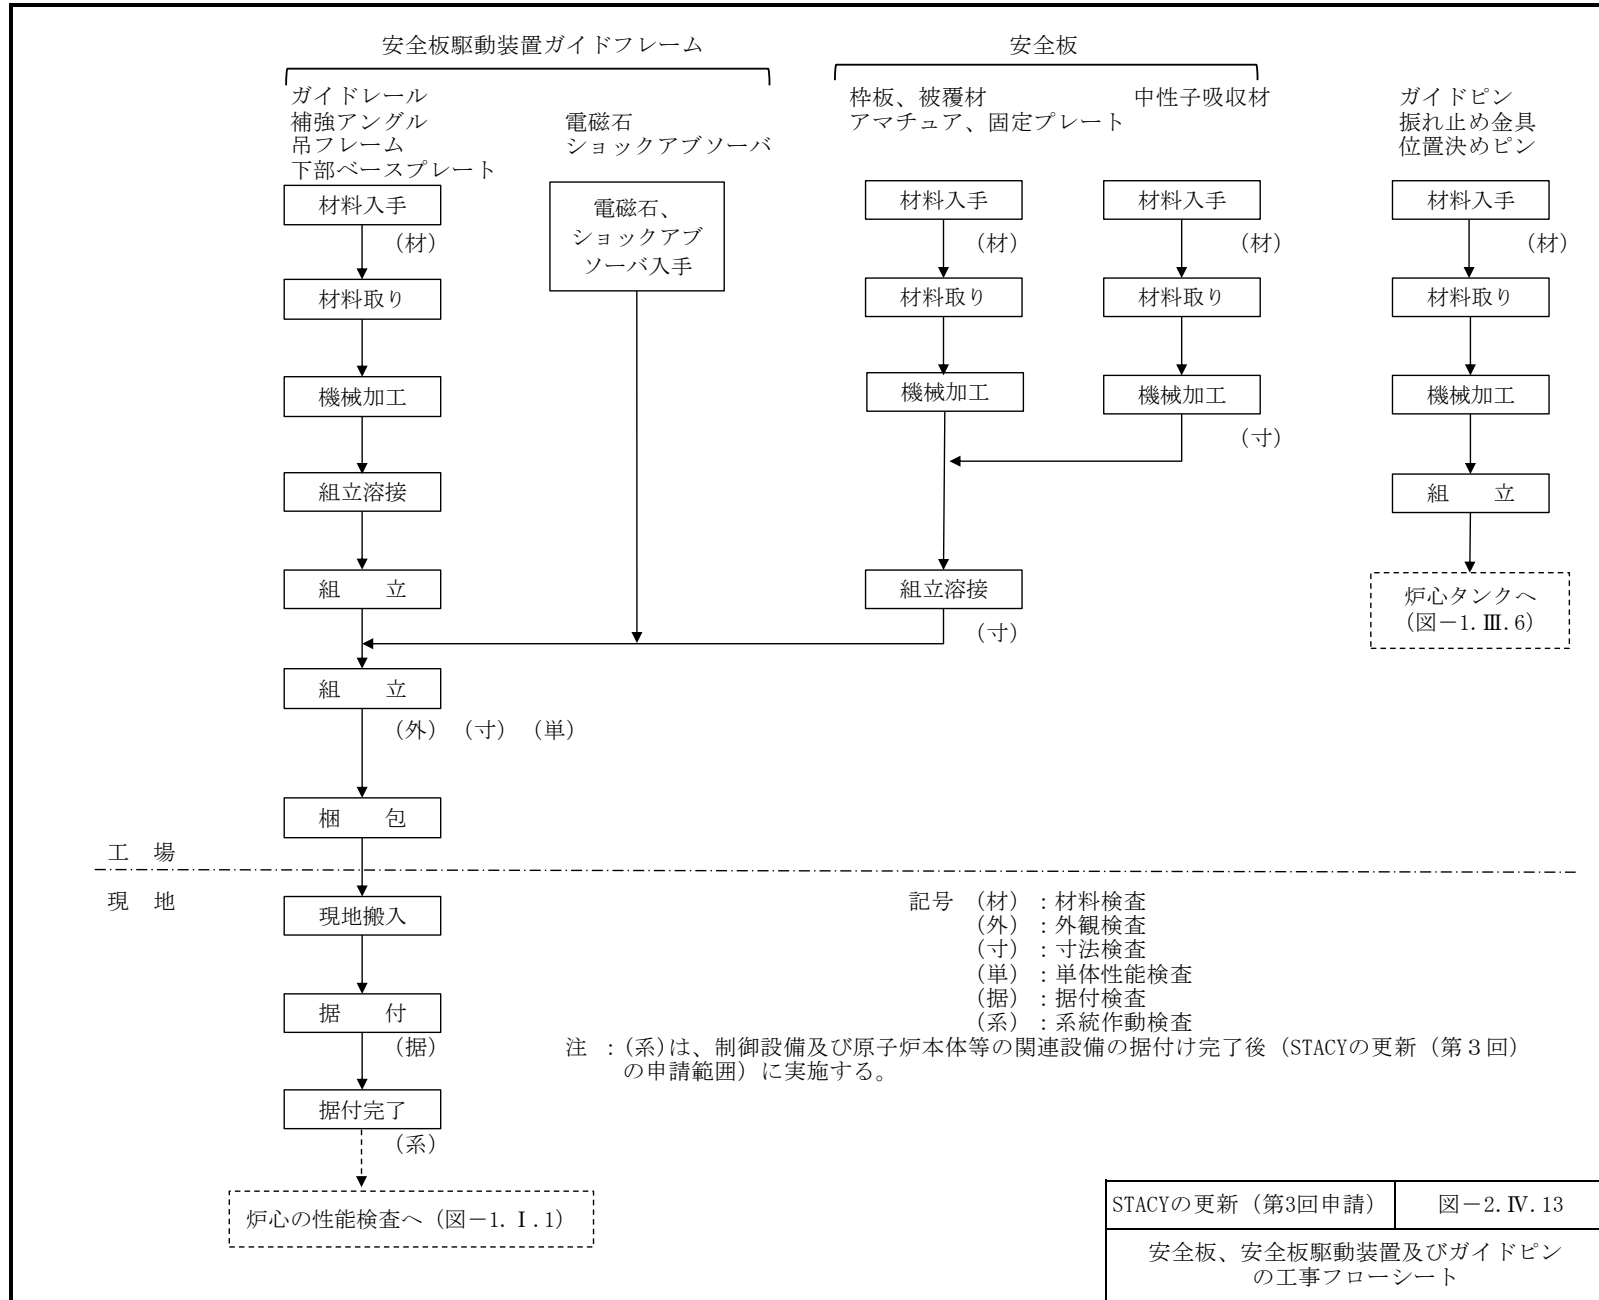 安全板駆動装置ガイドフレーム
安全板
ガイドレール
補強アングル
吊フレーム
下部ベースプレート
電磁石
ショックアブソーバ
枠板、被覆材
アマチュア、固定プレート
中性子吸収材
ガイドピン
振れ止め金具
位置決めピン
材料入手
(材)
材料取り
機械加工
組立溶接
組　立
電磁石、
ショックアブ
ソーバ入手
材料入手
(材)
材料取り
機械加工
組立溶接
(寸)
材料入手
(材)
材料取り
機械加工
(寸)
材料入手
(材)
材料取り
機械加工
組　立
炉心タンクへ
(図－1.Ⅲ.6)
組　立
(外) (寸) (単)
梱　包
工　場
現　地
現地搬入
据　付
(据)
据付完了
(系)
炉心の性能検査へ（図－1.Ⅰ.1）
記号 (材)：材料検査
(外)：外観検査
(寸)：寸法検査
(単)：単体性能検査
(据)：据付検査
(系)：系統作動検査
注 ：(系)は、制御設備及び原子炉本体等の関連設備の据付け完了後（STACYの更新（第３回）
の申請範囲）に実施する。
STACYの更新（第3回申請）
図－2.Ⅳ.13
安全板、安全板駆動装置及びガイドピン
の工事フローシート